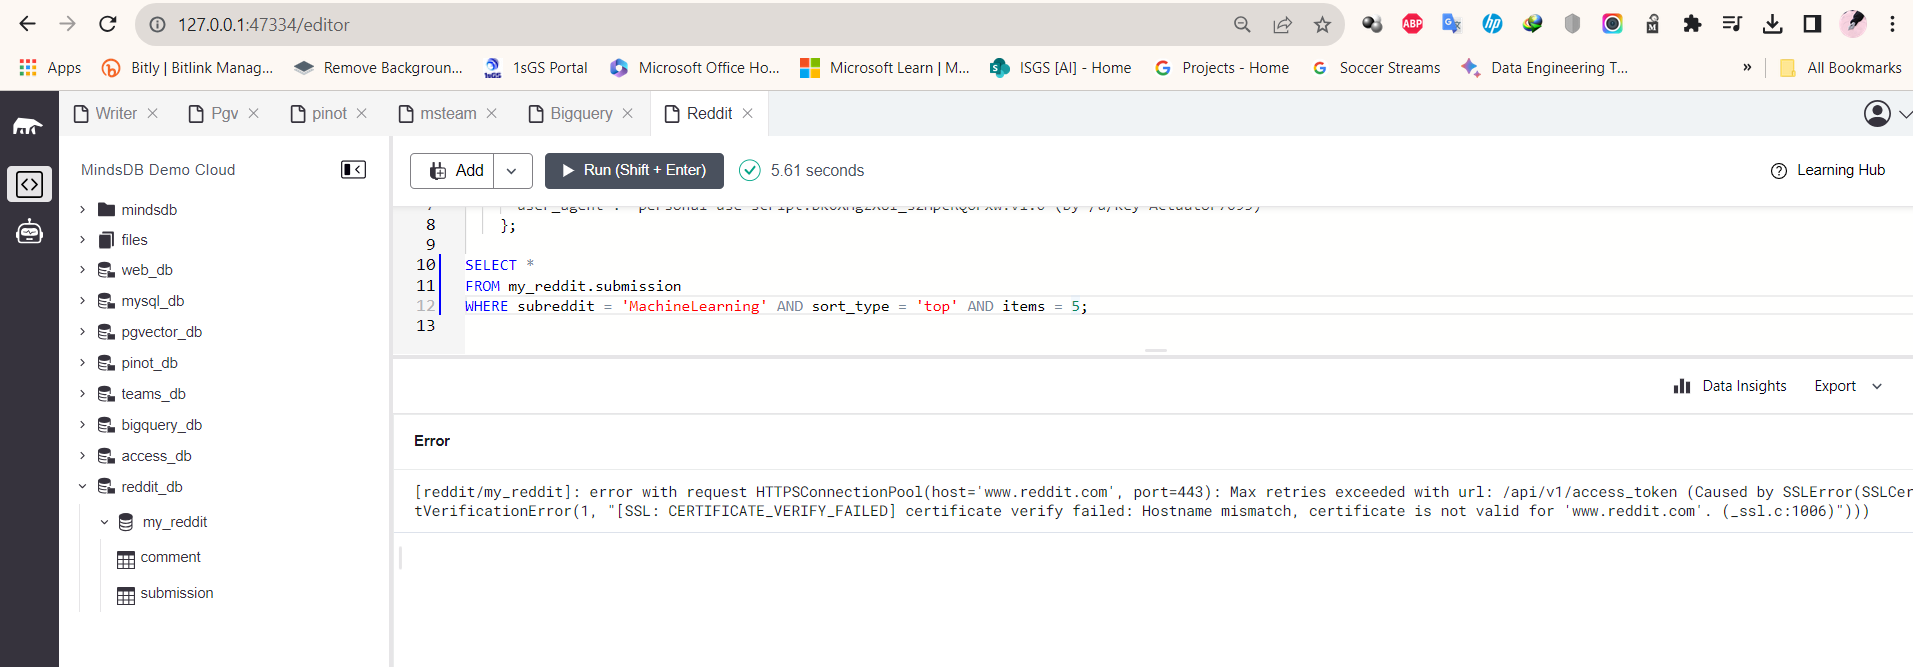 127.0.0.1:47334/editor
Apps
Bitly | Bitlink Manag...
Remove Backgroun...
1sGS Portal
Microsoft Office Ho...
Microsoft Learn | M...
ISGS [AI] - Home
Projects - Home
Soccer Streams
Data Engineering T...
»
All Bookmarks
Writer
Pgv
pinot
msteam
Bigquery
Reddit
MindsDB Demo Cloud
Add
Run (Shift + Enter)
5.61 seconds
Learning Hub
mindsdb
files
web_db
mysql_db
pgvector_db
pinot_db
teams_db
bigquery_db
access_db
reddit_db
my_reddit
comment
submission
8 };
9
10 SELECT *
11 FROM my_reddit.submission
12 WHERE subreddit = 'MachineLearning' AND sort_type = 'top' AND items = 5;
13
Data Insights
Export
Error
[reddit/my_reddit]: error with request HTTPSConnectionPool(host='www.reddit.com', port=443): Max retries exceeded with url: /api/v1/access_token (Caused by SSLError(SSLCer
tVerificationError(1, "[SSL: CERTIFICATE_VERIFY_FAILED] certificate verify failed: Hostname mismatch, certificate is not valid for 'www.reddit.com'. (_ssl.c:1006)")))